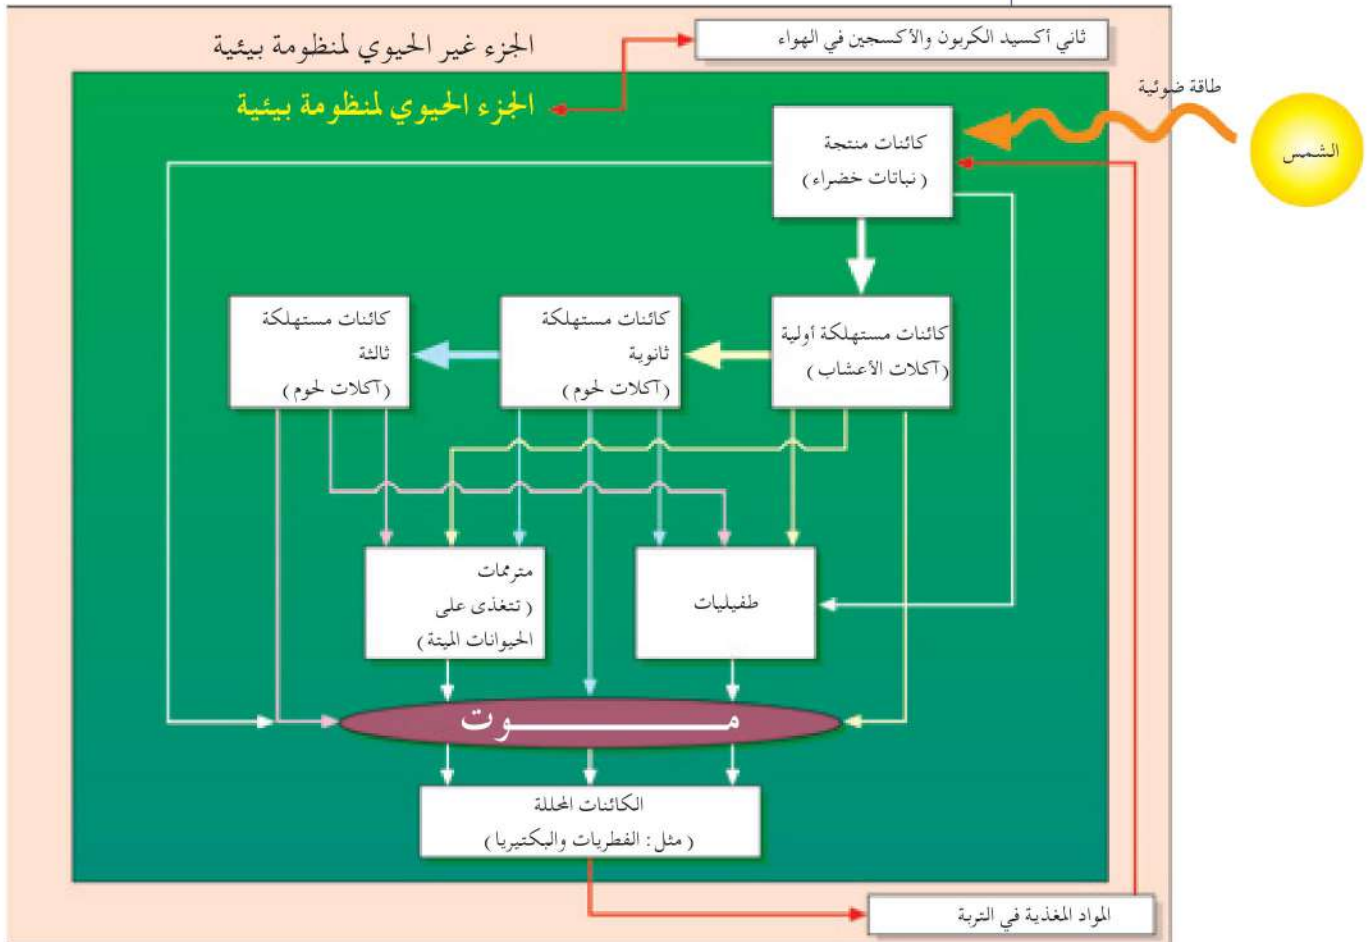 ثاني أكسيد الكربون والأكسجين في الهواء
الجزء غير الحيوي لمنظومة بيئية
الجزء الحيوي لمنظومة بيئية
طاقة ضوئية
الشمس
كائنات منتجة
(نباتات خضراء)
كائنات مستهلكة أولية
(آكلات الأعشاب)
كائنات مستهلكة
ثانوية
(آكلات لحوم)
كائنات مستهلكة
ثالثة
(آكلات لحوم)
طفيليات
مترممات
(تتغذى على
الحيوانات الميتة)
مـــــــــوت
الكائنات المحللة
(مثل: الفطريات والبكتيريا)
المواد المغذية في التربة